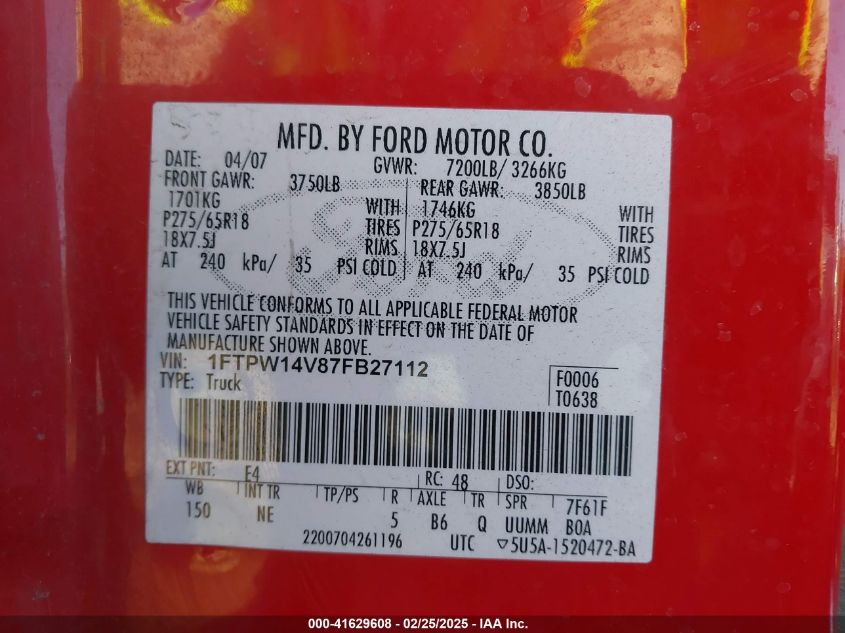 MFD. BY FORD MOTOR CO.
DATE: 04/07 GVWR: 7200LB/ 3266KG
FRONT GAWR: 3750LB REAR GAWR: 3850LB
1701KG WITH 1746KG WITH
P275/65R18 TIRES P275/65R18 TIRES
18X7.5J RIMS 18X7.5J RIMS
AT 240 kPa/ 35 PSI COLD AT 240 kPa/ 35 PSI COLD
THIS VEHICLE CONFORMS TO ALL APPLICABLE FEDERAL MOTOR
VEHICLE SAFETY STANDARDS IN EFFECT ON THE DATE OF
MANUFACTURE SHOWN ABOVE.
VIN: 1FTPW14V87FB27112
TYPE: Truck
F0006
T0638
EXT PNT: E4 RC: 48 DSO:
WB INT TR TP/PS R AXLE TR SPR 7F61F
150 NE 5 B6 Q UUMM BOA
2200704261196 UTC ▽5U5A-1520472-BA
Ford
000-41629608 - 02/25/2025 - IAA Inc.